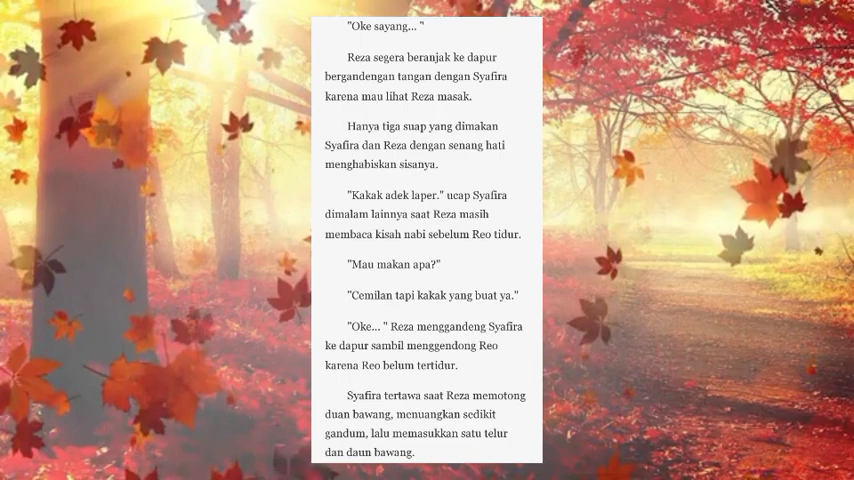 "Oke sayang... "
Reza segera beranjak ke dapur
bergandengan tangan dengan Syafira
karena mau lihat Reza masak.
Hanya tiga suap yang dimakan
Syafira dan Reza dengan senang hati
menghabiskan sisanya.
"Kakak adek laper." ucap Syafira
dimalam lainnya saat Reza masih
membaca kisah nabi sebelum Reo tidur.
"Mau makan apa?"
"Cemilan tapi kakak yang buat ya."
"Oke... " Reza menggandeng Syafira
ke dapur sambil menggendong Reo
karena Reo belum tertidur.
Syafira tertawa saat Reza memotong
duan bawang, menuangkan sedikit
gandum, lalu memasukkan satu telur
dan daun bawang.